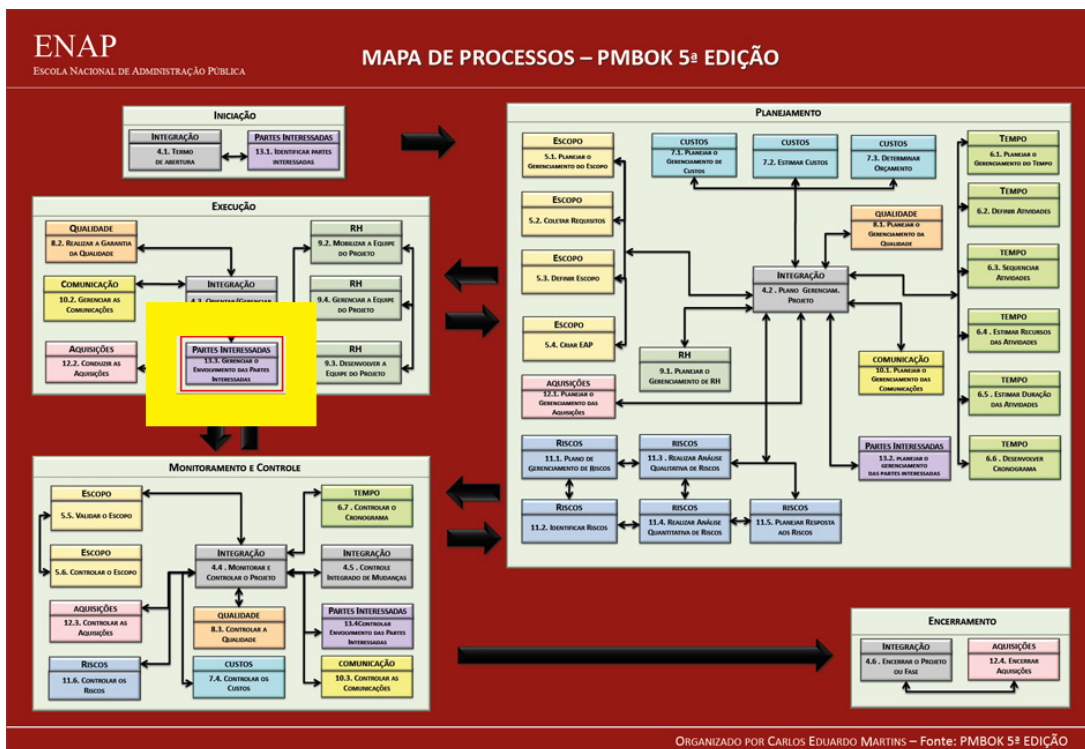 ENAP
ESCOLA NACIONAL DE ADMINISTRAÇÃO PÚBLICA
MAPA DE PROCESSOS – PMBOK 5ª EDIÇÃO
INICIAÇÃO
INTEGRAÇÃO
4.1. TERMO
DE ABERTURA
PARTES INTERESSADAS
13.1. IDENTIFICAR PARTES
INTERESSADAS
EXECUÇÃO
QUALIDADE
8.2. REALIZAR A GARANTIA
DA QUALIDADE
COMUNICAÇÃO
10.2. GERENCIAR AS
COMUNICAÇÕES
AQUISIÇÕES
12.2. CONDUZIR AS
AQUISIÇÕES
INTEGRAÇÃO
4.3. ORIENTAR/GERENCIAR
PARTES INTERESSADAS
13.3. GERENCIAR O
ENVOLVIMENTO DAS PARTES
INTERESSADAS
RH
9.2. MOBILIZAR A EQUIPE
DO PROJETO
RH
9.4. GERENCIAR A EQUIPE
DO PROJETO
RH
9.3. DESENVOLVER A
EQUIPE DO PROJETO
PLANEJAMENTO
ESCOPO
5.1. PLANEJAR O
GERENCIAMENTO DO ESCOPO
ESCOPO
5.2. COLETAR REQUISITOS
ESCOPO
5.3. DEFINIR ESCOPO
ESCOPO
5.4. CRIAR EAP
CUSTOS
7.1. PLANEJAR O
GERENCIAMENTO DE
CUSTOS
CUSTOS
7.2. ESTIMAR CUSTOS
CUSTOS
7.3. DETERMINAR
ORÇAMENTO
QUALIDADE
8.1. PLANEJAR O
GERENCIAMENTO DA
QUALIDADE
INTEGRAÇÃO
4.2. PLANO GERENCIAM.
PROJETO
RH
9.1. PLANEJAR O
GERENCIAMENTO DE RH
COMUNICAÇÃO
10.1. PLANEJAR O
GERENCIAMENTO DAS
COMUNICAÇÕES
AQUISIÇÕES
12.1. PLANEJAR O
GERENCIAMENTO DAS
AQUISIÇÕES
RISCOS
11.1. PLANO DE
GERENCIAMENTO DE RISCOS
RISCOS
11.3 . REALIZAR ANÁLISE
QUALITATIVA DE RISCOS
RISCOS
11.2. IDENTIFICAR RISCOS
RISCOS
11.4. REALIZAR ANÁLISE
QUANTITATIVA DE RISCOS
RISCOS
11.5. PLANEJAR RESPOSTA
AOS RISCOS
PARTES INTERESSADAS
13.2. PLANEJAR O
GERENCIAMENTO
DAS PARTES INTERESSADAS
TEMPO
6.1. PLANEJAR O
GERENCIAMENTO DO TEMPO
TEMPO
6.2. DEFINIR ATIVIDADES
TEMPO
6.3. SEQUENCIAR
ATIVIDADES
TEMPO
6.4 . ESTIMAR RECURSOS
DAS ATIVIDADES
TEMPO
6.5 . ESTIMAR DURAÇÃO
DAS ATIVIDADES
TEMPO
6.6 . DESENVOLVER
CRONOGRAMA
MONITORAMENTO E CONTROLE
ESCOPO
5.5. VALIDAR O ESCOPO
ESCOPO
5.6. CONTROLAR O ESCOPO
AQUISIÇÕES
12.3. CONTROLAR AS
AQUISIÇÕES
RISCOS
11.6. CONTROLAR OS
RISCOS
INTEGRAÇÃO
4.4 . MONITORAR E
CONTROLAR O PROJETO
QUALIDADE
8.3. CONTROLAR A
QUALIDADE
CUSTOS
7.4. CONTROLAR OS
CUSTOS
TEMPO
6.7 . CONTROLAR O
CRONOGRAMA
INTEGRAÇÃO
4.5 . CONTROLE
INTEGRADO DE MUDANÇAS
PARTES INTERESSADAS
13.4CONTROLAR
ENVOLVIMENTO DAS PARTES
INTERESSADAS
COMUNICAÇÃO
10.3. CONTROLAR AS
COMUNICAÇÕES
ENCERRAMENTO
INTEGRAÇÃO
4.6 . ENCERRAR O PROJETO
OU FASE
AQUISIÇÕES
12.4. ENCERRAR
AQUISIÇÕES
ORGANIZADO POR CARLOS EDUARDO MARTINS – Fonte: PMBOK 5ª EDIÇÃO